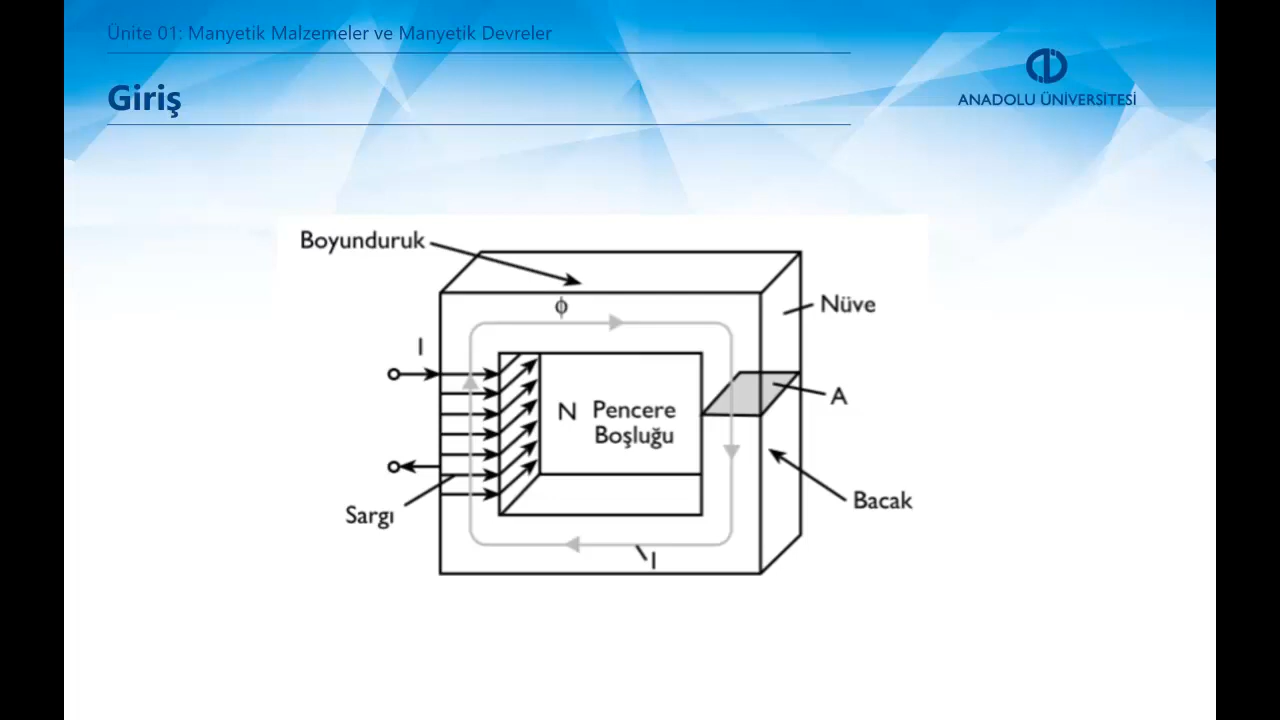 Ünite 01: Manyetik Malzemeler ve Manyetik Devreler
Giriş
ANADOLU ÜNİVERSİTESİ
Boyunduruk
ϕ
Nüve
I
A
N Pencere
Boşluğu
Bacak
Sargı
l